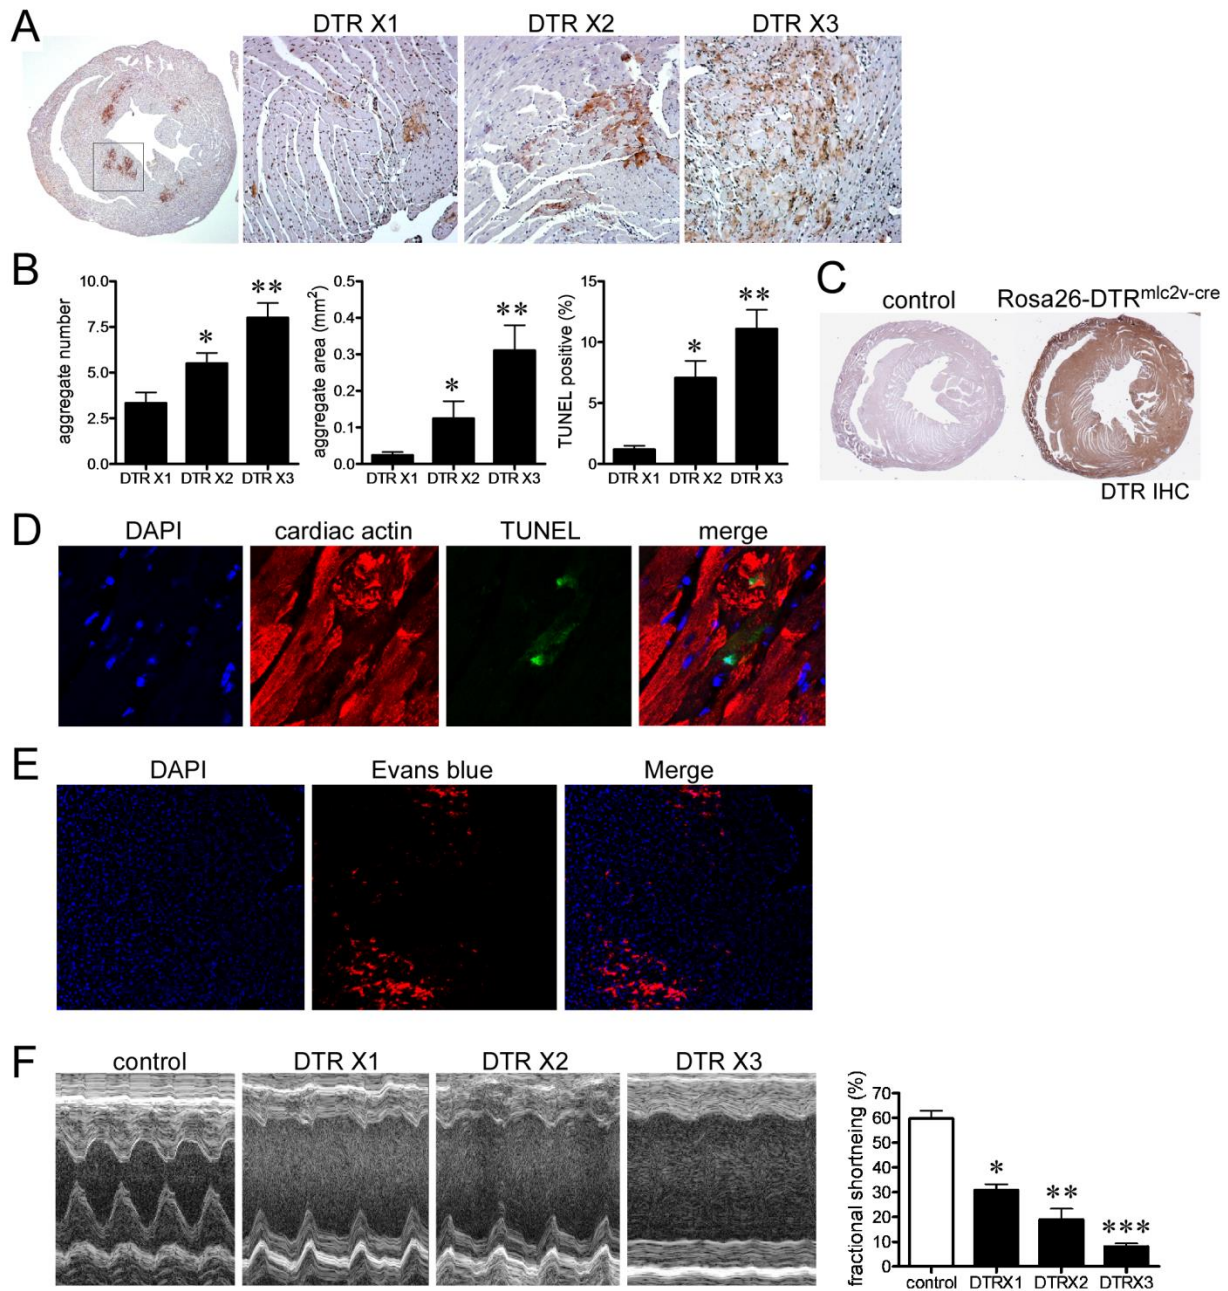 A
DTR X1
DTR X2
DTR X3
B
aggregate number
10.0
7.5
5.0
2.5
0.0
*
**
DTR X1
DTR X2
DTR X3
aggregate area (mm²)
0.5
0.4
0.3
0.2
0.1
0.0
*
**
DTR X1
DTR X2
DTR X3
TUNEL positive (%)
15
10
5
0
*
**
DTR X1
DTR X2
DTR X3
C
control
Rosa26-DTRmlc2v-cre
DTR IHC
D
DAPI
cardiac actin
TUNEL
merge
E
DAPI
Evans blue
Merge
F
control
DTR X1
DTR X2
DTR X3
fractional shortneing (%)
70
60
50
40
30
20
10
0
*
**
***
control
DTRX1
DTRX2
DTRX3